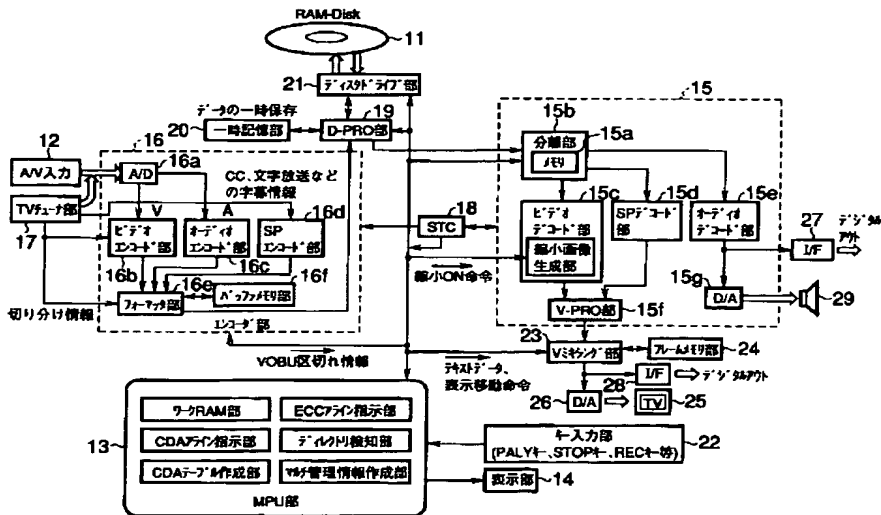 RAM-Disk
11
21
ディスクドライブ部
データの一時保存
19
20
一時記憶部
D-PRO部
12
A/V入力
TVチューナ部
17
16
16a
A/D
CC、文字放送など
の字幕情報
V
A
16d
ビデオ
エンコード部
オーディオ
エンコード部
SP
エンコード部
16b
16c
16e
16f
フォーマッタ部
バッファメモリ部
切り分け情報
エンコーダ部
VOBU区切れ情報
18
STC
15
15b
分離部
15a
メモリ
15c
15d
15e
ビデオ
デコード部
縮小画像
生成部
SPデコード部
オーディオ
デコード部
縮小ON命令
27
デジタル
アウト
I/F
15g
D/A
29
V-PRO部
15f
23
Vミキシング部
フレームメモリ部
24
テキストデータ、
表示移動命令
I/F
デジタルアウト
28
26
D/A
TV
25
13
ワークRAM部
ECCアライン指示部
CDAアライン指示部
ディレクトリ検知部
CDAテーブル作成部
マルチ管理情報作成部
MPU部
キー入力部
(PALYキー、STOPキー、RECキー等)
22
表示部
14